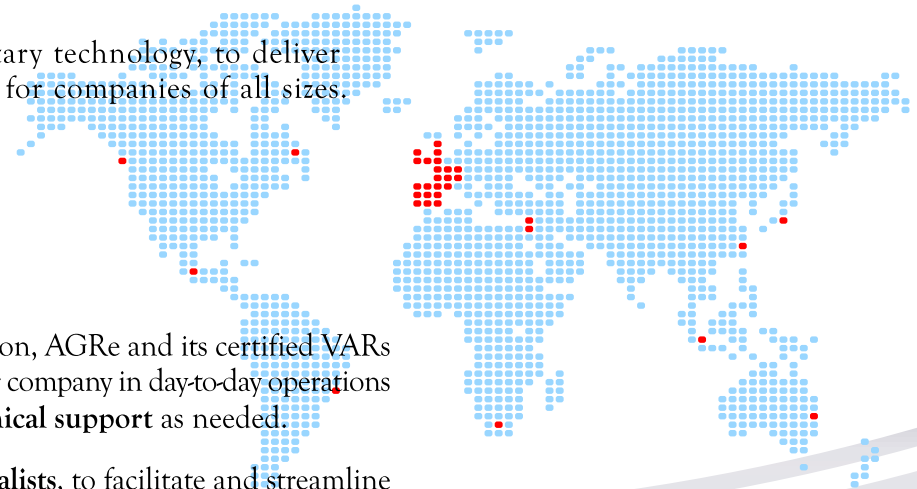 tary technology, to deliver
for companies of all sizes.
on, AGRe and its certified VARs
company in day-to-day operations
nical support as needed.
alists, to facilitate and streamline